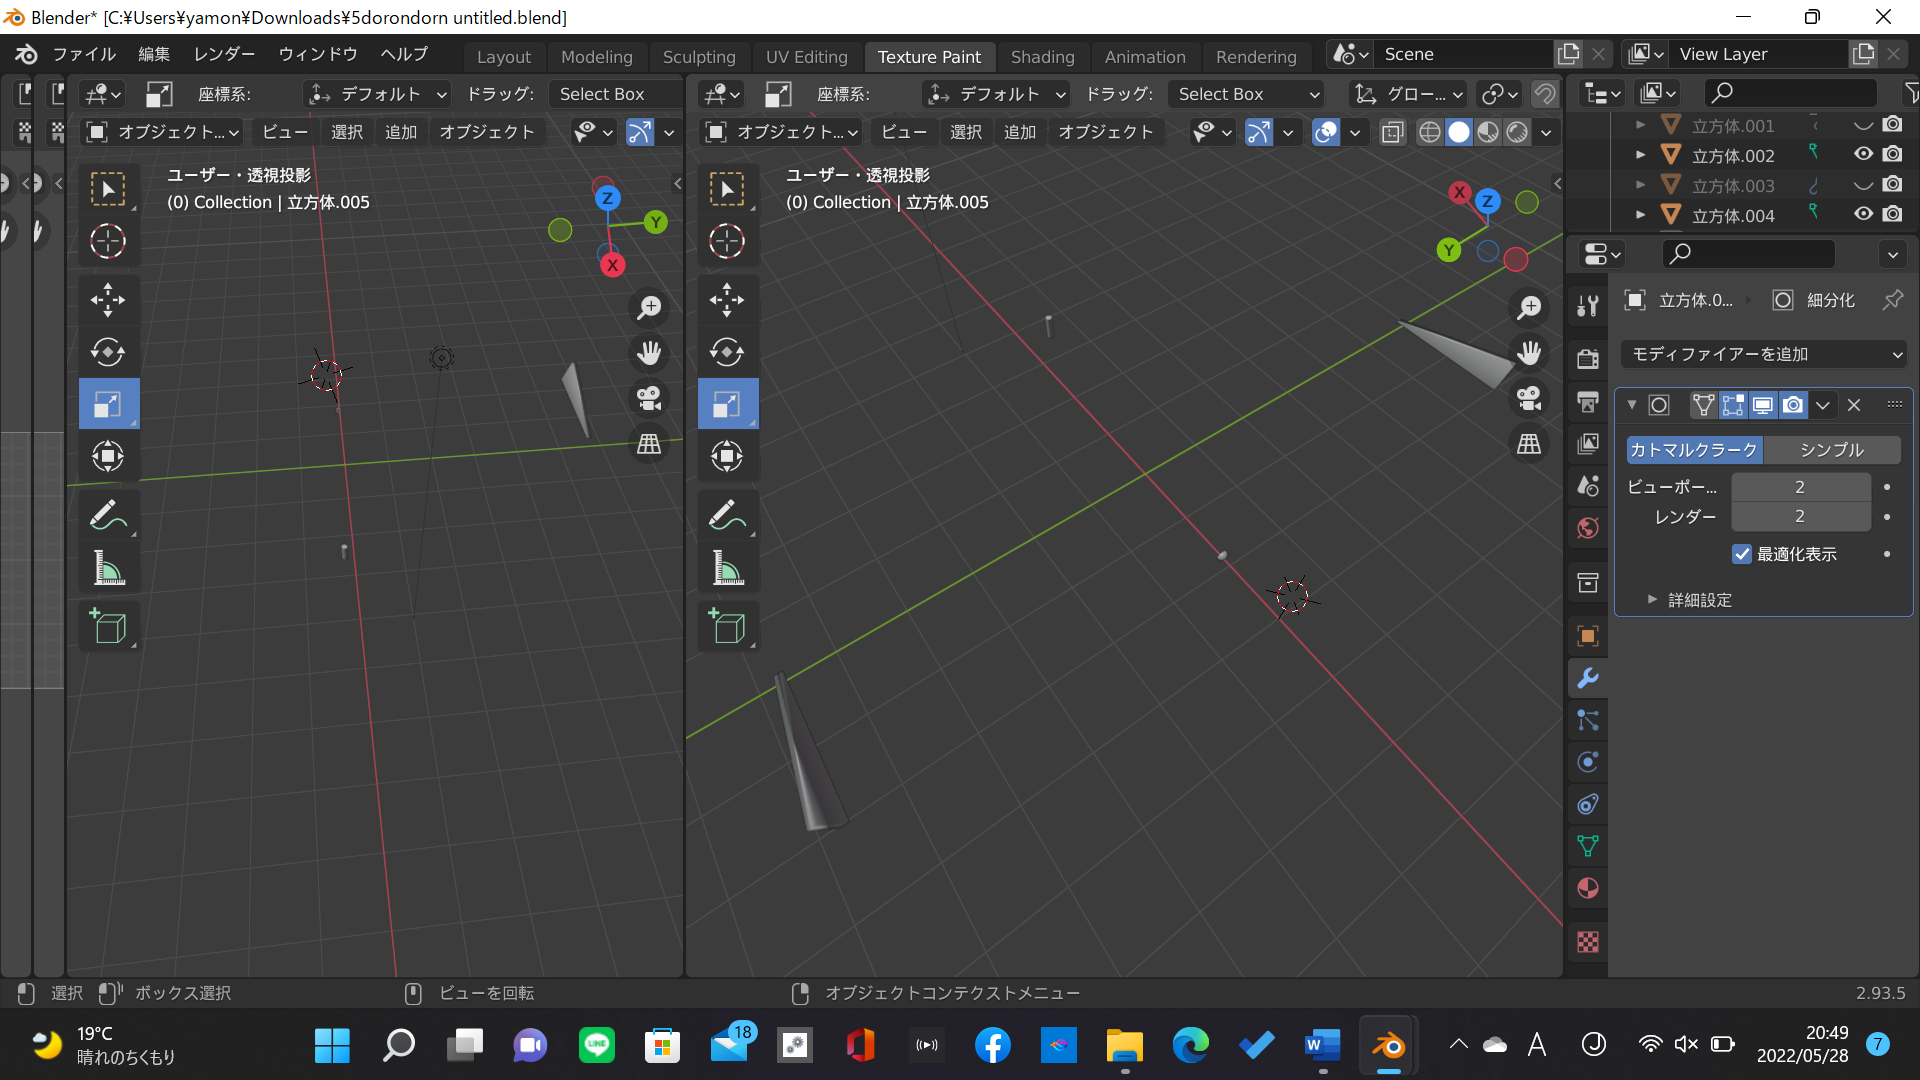 Blender* [C:¥Users¥yamon¥Downloads¥5dorondorn untitled.blend]
ファイル 編集 レンダー ウィンドウ ヘルプ Layout Modeling Sculpting UV Editing Texture Paint Shading Animation Rendering Scene View Layer
座標系: デフォルト ドラッグ: Select Box 座標系: デフォルト ドラッグ: Select Box グロー...
オブジェクト... ビュー 選択 追加 オブジェクト オブジェクト... ビュー 選択 追加 オブジェクト
立方体.001
立方体.002
立方体.003
立方体.004
ユーザー・透視投影
(0) Collection | 立方体.005
Z
Y
X
ユーザー・透視投影
(0) Collection | 立方体.005
X
Z
Y
立方体.0... 細分化
モディファイアーを追加
カトマルクラーク シンプル
ビューポー... 2
レンダー 2
最適化表示
詳細設定
選択 ボックス選択 ビューを回転 オブジェクトコンテクストメニュー 2.93.5
19°C
晴れのちくもり
18
W
A
J
20:49
2022/05/28
7